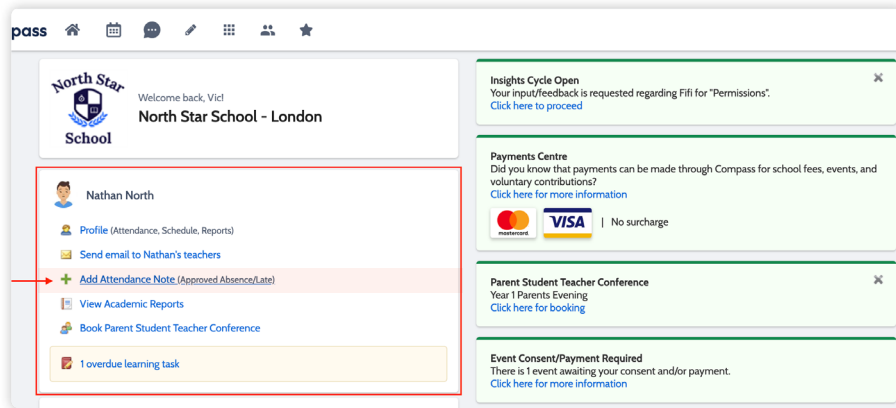 pass
North Star
School
Welcome back, Vic!
North Star School - London
Nathan North
Profile (Attendance, Schedule, Reports)
Send email to Nathan's teachers
Add Attendance Note (Approved Absence/Late)
View Academic Reports
Book Parent Student Teacher Conference
1 overdue learning task
Insights Cycle Open
Your input/feedback is requested regarding Fifi for "Permissions".
Click here to proceed
Payments Centre
Did you know that payments can be made through Compass for school fees, events, and
voluntary contributions?
Click here for more information
mastercard. VISA | No surcharge
Parent Student Teacher Conference
Year 1 Parents Evening
Click here for booking
Event Consent/Payment Required
There is 1 event awaiting your consent and/or payment.
Click here for more information